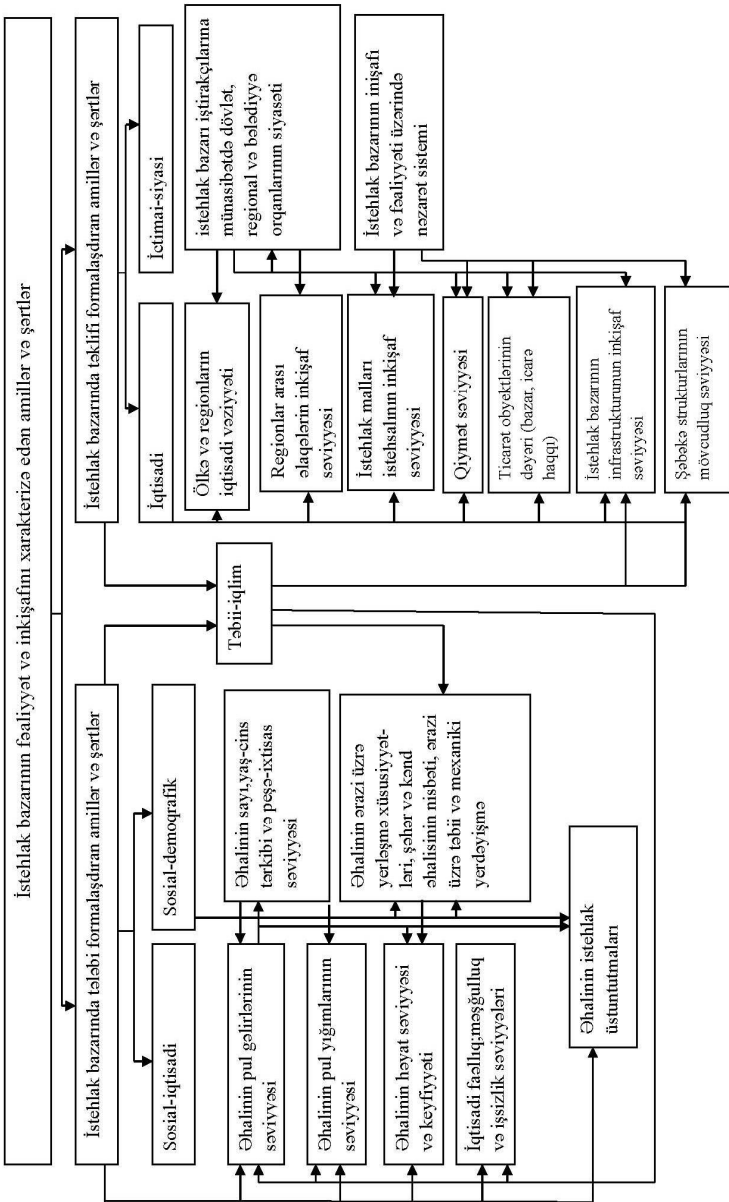 İstehlak bazarının fəaliyyət və inkişafını xarakterizə edən amillər və şərtlər
İstehlak bazarında tələbi formalaşdıran amillər və şərtlər
İstehlak bazarında təklifi formalaşdıran amillər və şərtlər
Sosial-iqtisadi
Sosial-demoqrafik
Təbii-iqlim
İqtisadi
İctimai-siyasi
Əhalinin pul gəlirlərinin
səviyyəsi
Əhalinin pul yığımlarının
səviyyəsi
Əhalinin həyat səviyyəsi
və keyfiyyəti
İqtisadi fəallıq;məşğulluq
və işsizlik səviyyələri
Əhalinin sayı,yaş-cins
tərkibi və peşə-ixtisas
səviyyəsi
Əhalinin ərazi üzrə
yerləşmə xüsusiyyət-
ləri, şəhər və kənd
əhalisinin nisbəti, ərazi
üzrə təbii və mexaniki
yerdəyişmə
Əhalinin istehlak
üstuntutmaları
Ölkə və regionların
iqtisadi vəziyyəti
Regionlar arası
əlaqələrin inkişaf
səviyyəsi
İstehlak malları
istehsalının inkişaf
səviyyəsi
Qiymət səviyyəsi
Ticarət obyektlərinin
dəyəri (bazar, icarə
haqqı)
İstehlak bazarının
infrastrukturunun inkişaf
səviyyəsi
Şəbəkə strukturlarının
mövcudluq səviyyəsi
istehlak bazarı iştirakçılarına
münasibətdə dövlət,
regional və bələdiyyə
orqanlarının siyasəti
İstehlak bazarının inişafı
və fəaliyyəti üzərində
nəzarət sistemi